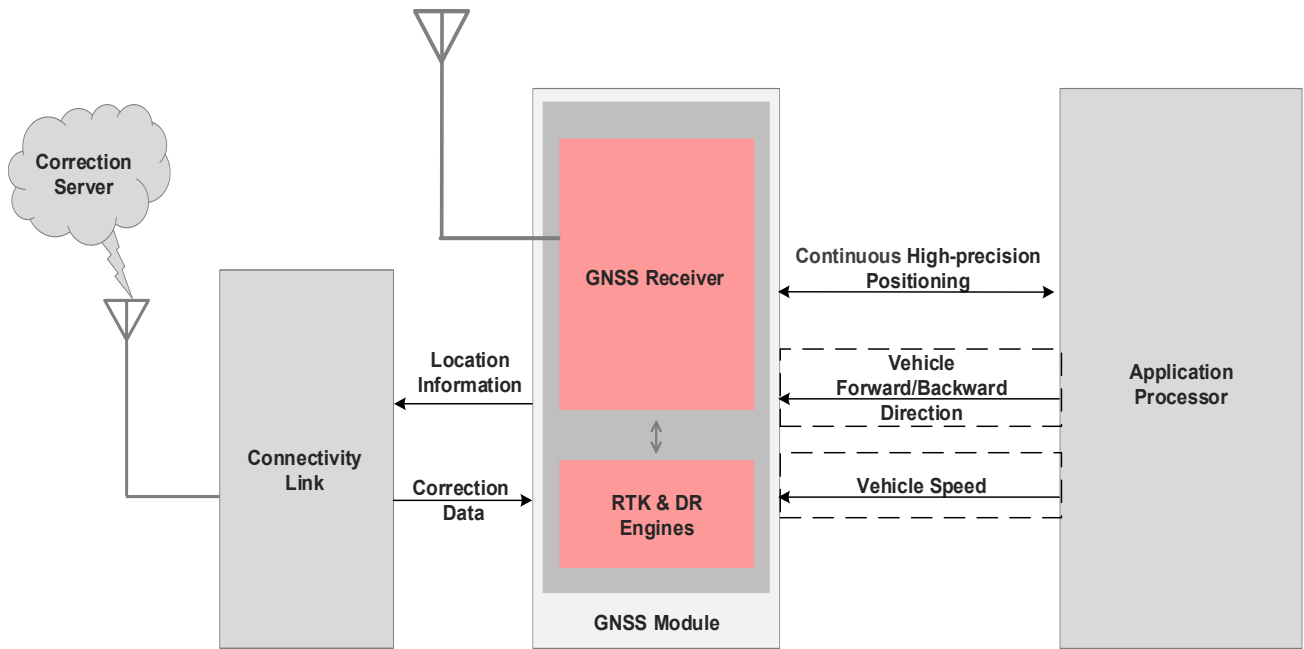 Correction
Server
Connectivity
Link
Location
Information
Correction
Data
GNSS Receiver
RTK & DR
Engines
GNSS Module
Continuous High-precision
Positioning
Vehicle
Forward/Backward
Direction
Vehicle Speed
Application
Processor